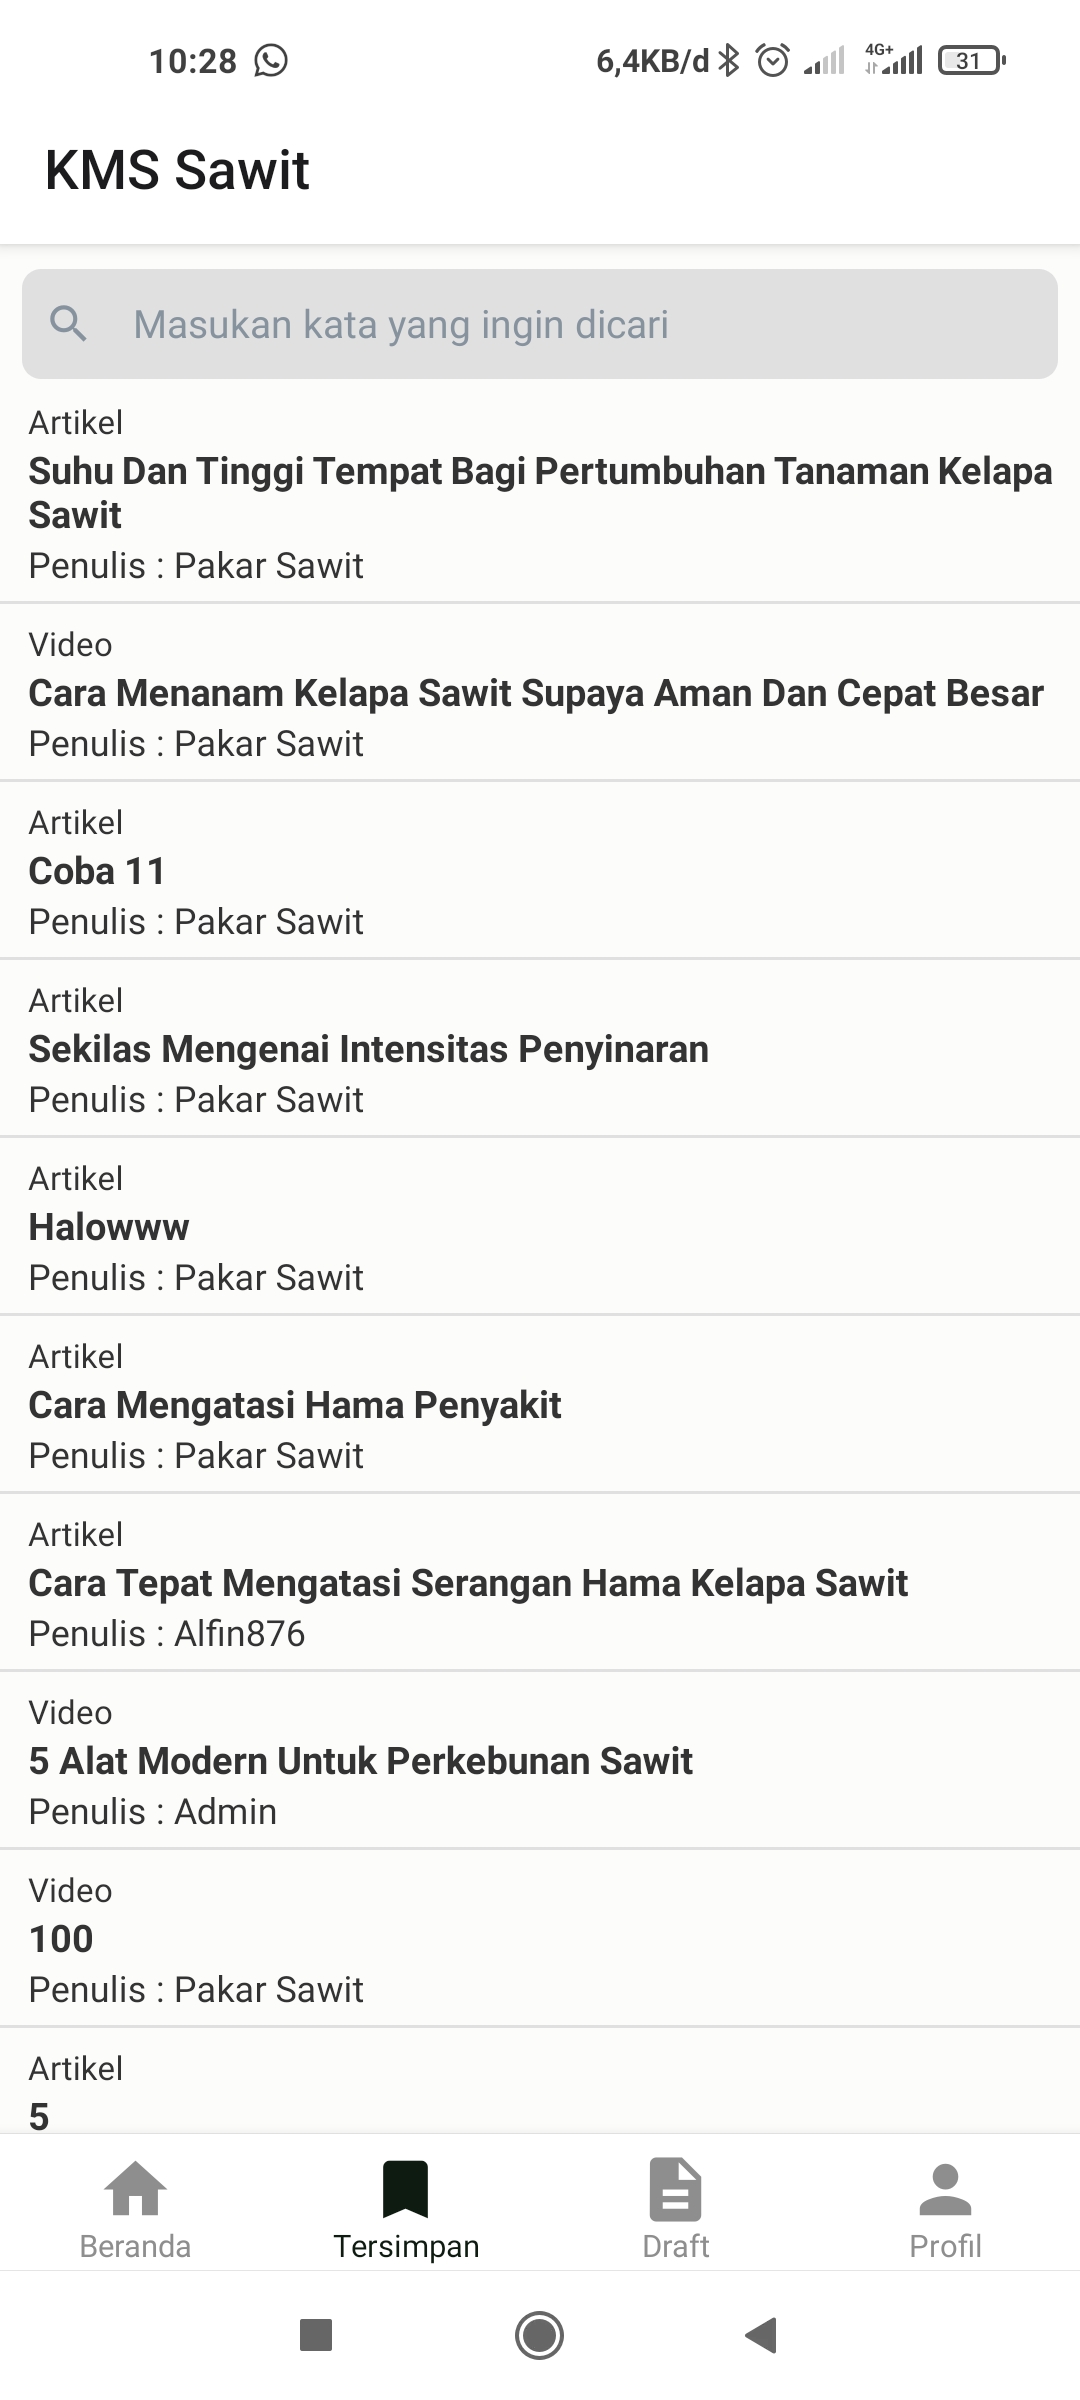 10:28
6,4KB/d 4G+ 31
KMS Sawit
Masukan kata yang ingin dicari
Artikel
Suhu Dan Tinggi Tempat Bagi Pertumbuhan Tanaman Kelapa
Sawit
Penulis : Pakar Sawit
Video
Cara Menanam Kelapa Sawit Supaya Aman Dan Cepat Besar
Penulis : Pakar Sawit
Artikel
Coba 11
Penulis : Pakar Sawit
Artikel
Sekilas Mengenai Intensitas Penyinaran
Penulis : Pakar Sawit
Artikel
Halowww
Penulis : Pakar Sawit
Artikel
Cara Mengatasi Hama Penyakit
Penulis : Pakar Sawit
Artikel
Cara Tepat Mengatasi Serangan Hama Kelapa Sawit
Penulis : Alfin876
Video
5 Alat Modern Untuk Perkebunan Sawit
Penulis : Admin
Video
100
Penulis : Pakar Sawit
Artikel
5
Beranda
Tersimpan
Draft
Profil